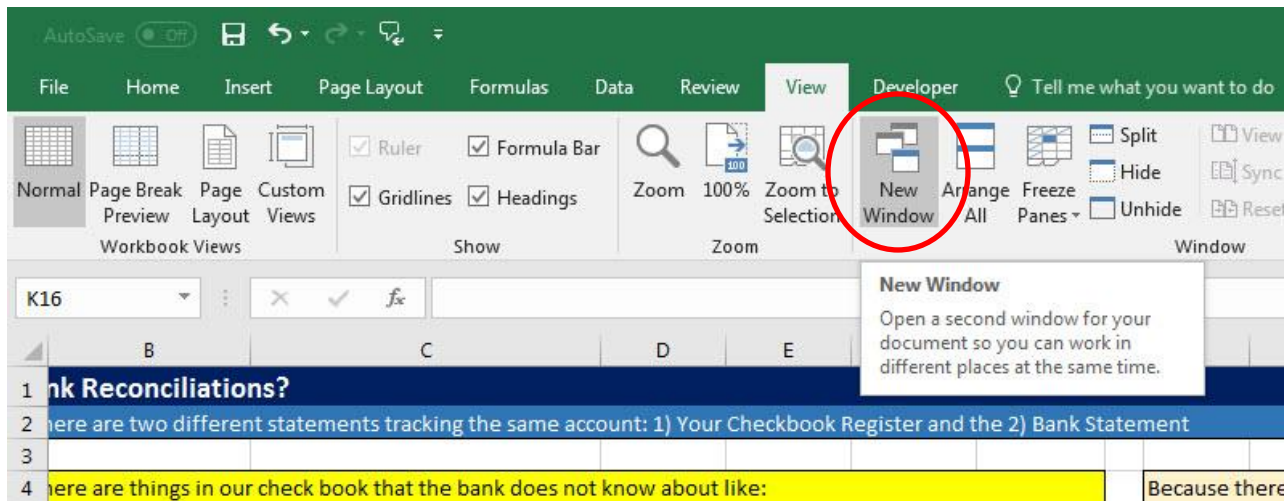 AutoSave Off
File Home Insert Page Layout Formulas Data Review View Developer Tell me what you want to do
Normal Page Break Preview Page Layout Custom Views
Workbook Views
Ruler Formula Bar
Gridlines Headings
Show
Zoom 100% Zoom to Selection
Zoom
New Window Arrange All Freeze Panes
Split
Hide
Unhide
View
Sync
Reset
Window
K16 fx
New Window
Open a second window for your
document so you can work in
different places at the same time.
B C D E
1 nk Reconciliations?
2 here are two different statements tracking the same account: 1) Your Checkbook Register and the 2) Bank Statement
3
4 here are things in our check book that the bank does not know about like: Because there